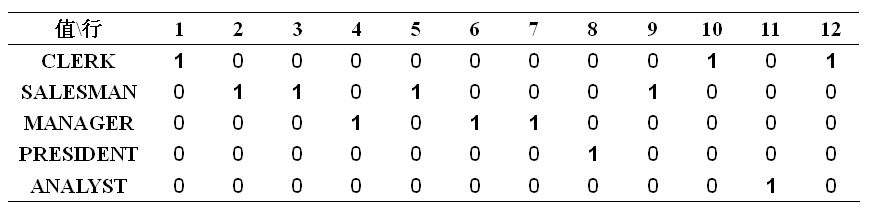 值\行 1 2 3 4 5 6 7 8 9 10 11 12
CLERK 1 0 0 0 0 0 0 0 0 1 0 1
SALESMAN 0 1 1 0 1 0 0 0 1 0 0 0
MANAGER 0 0 0 1 0 1 1 0 0 0 0 0
PRESIDENT 0 0 0 0 0 0 0 1 0 0 0 0
ANALYST 0 0 0 0 0 0 0 0 0 0 1 0